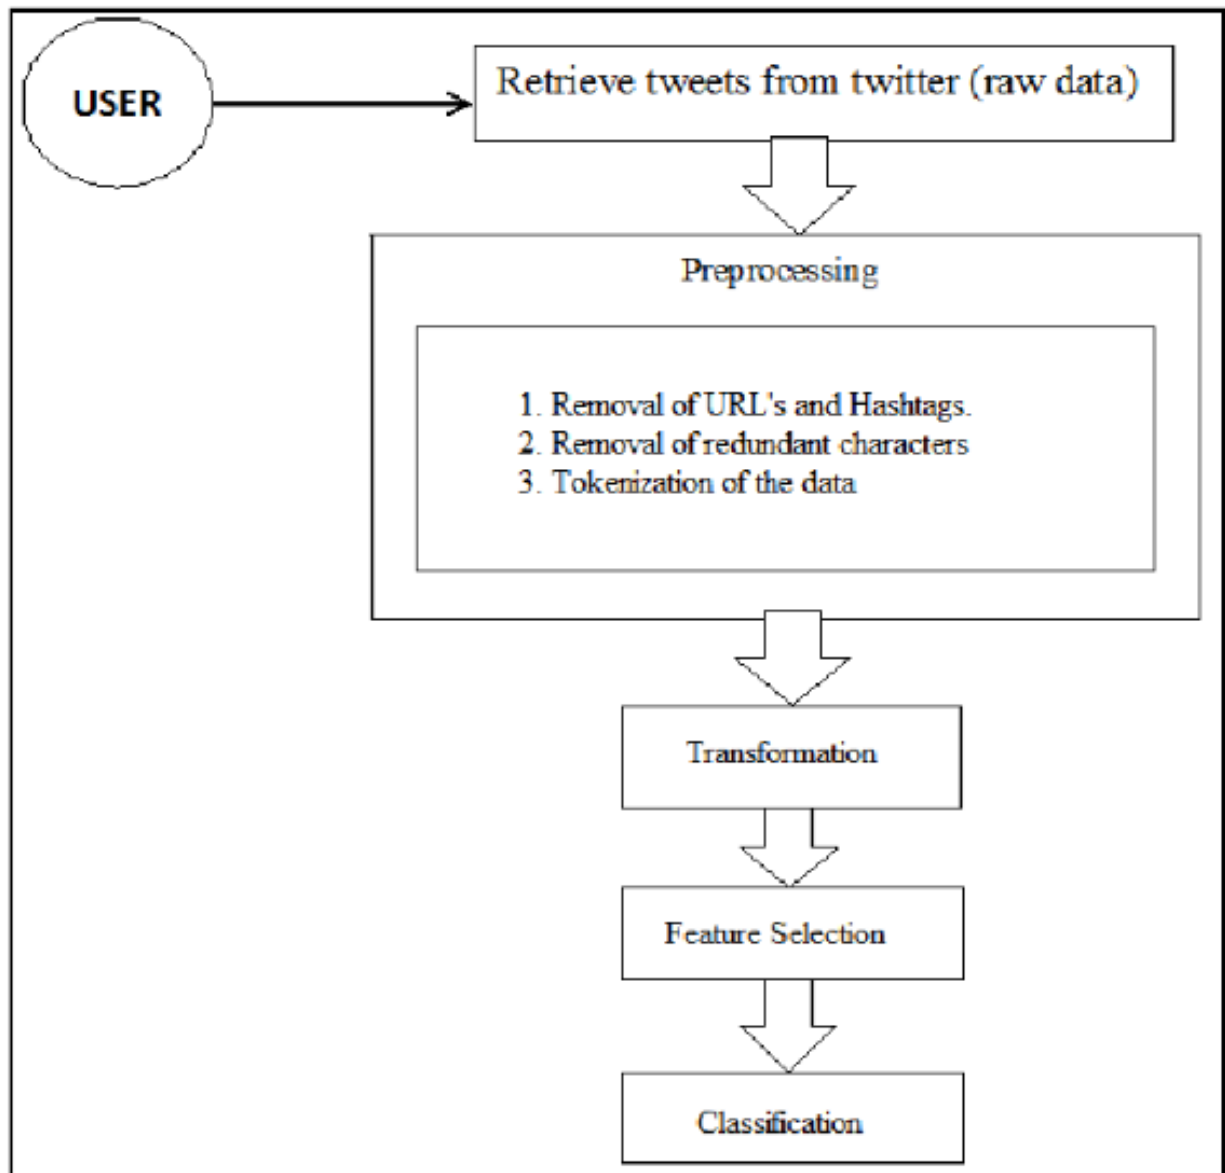 USER
Retrieve tweets from twitter (raw data)
Preprocessing
1. Removal of URL's and Hashtags.
2. Removal of redundant characters
3. Tokenization of the data
Transformation
Feature Selection
Classification